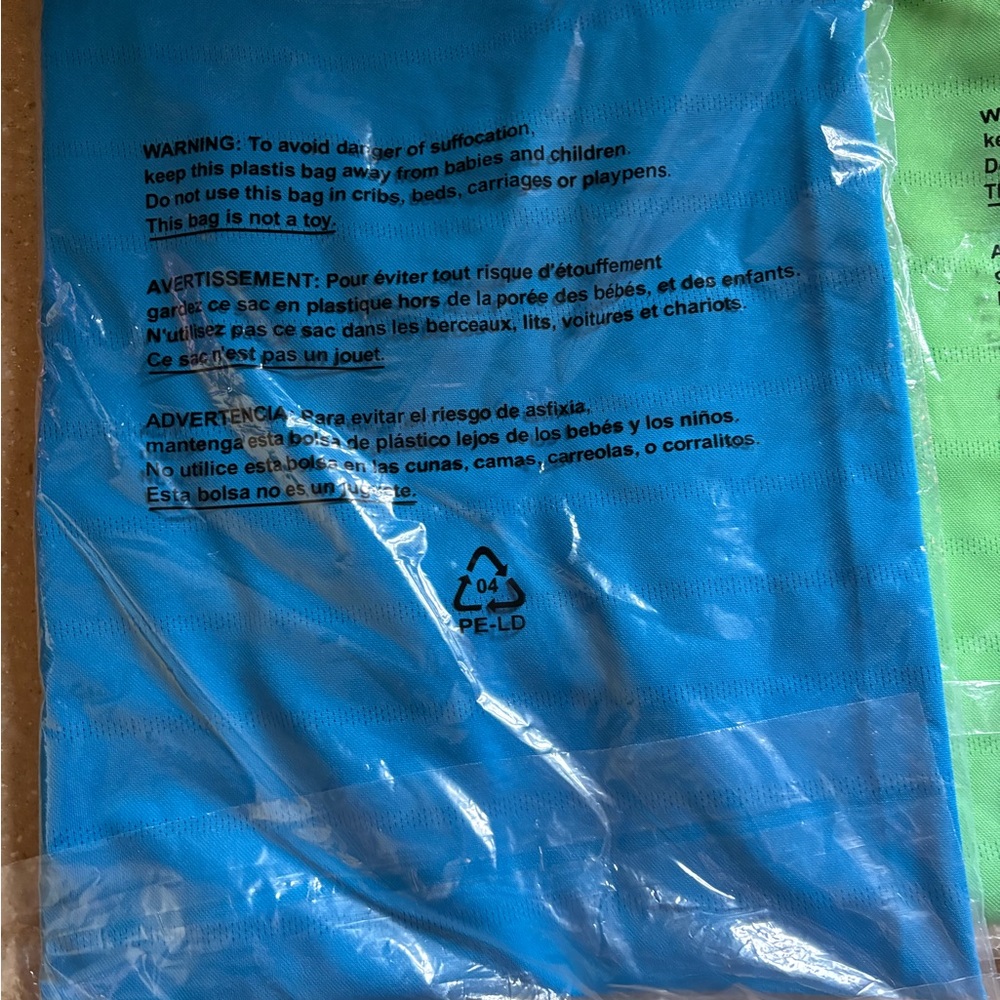 WARNING: To avoid danger of suffocation,
keep this plastis bag away from babies and children.
Do not use this bag in cribs, beds, carriages or playpens.
This bag is not a toy.
AVERTISSEMENT: Pour éviter tout risque d'étouffement
gardez ce sac en plastique hors de la porée des bébés, et des enfants.
N'utilisez pas ce sac dans les berceaux, lits, voitures et chariots.
Ce sac n'est pas un jouet.
ADVERTENCIA: Para evitar el riesgo de asfixia,
mantenga esta bolsa de plástico lejos de los bebés y los niños.
No utilice esta bolsa en las cunas, camas, carreolas, o corralitos.
Esta bolsa no es un juguete.
04
PE-LD